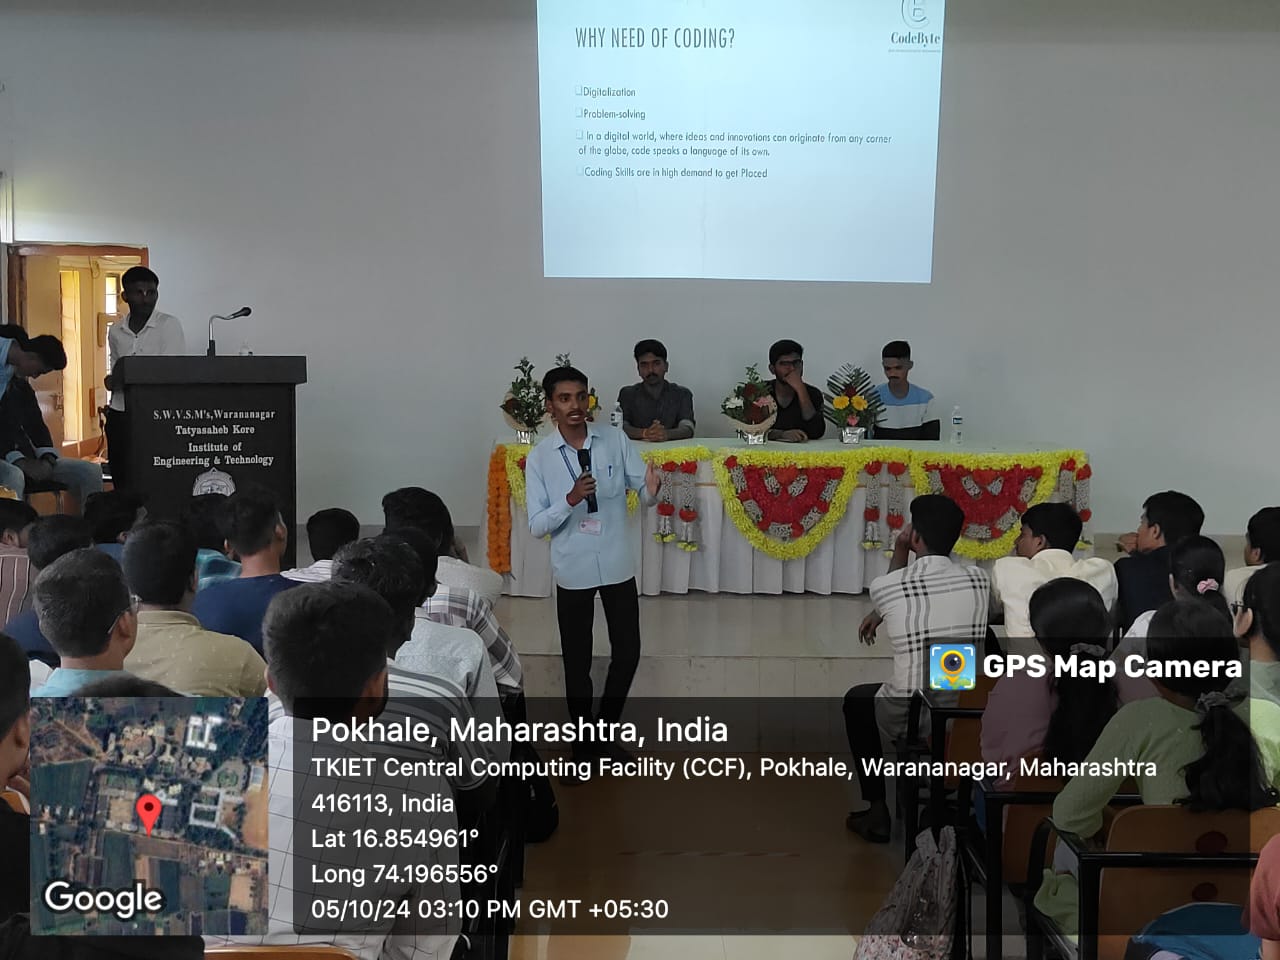 WHY NEED OF CODING?
CodeByte
Digitalization
Problem-solving
In a digital world, where ideas and innovations can originate from any corner
of the globe, code speaks a language of its own.
Coding Skills are in high demand to get Placed
S.W.V.S.M's, Warananagar
Tatyasaheb Kore
Institute of
Engineering & Technology
GPS Map Camera
Pokhale, Maharashtra, India
TKIET Central Computing Facility (CCF), Pokhale, Warananagar, Maharashtra
416113, India
Lat 16.854961°
Long 74.196556°
05/10/24 03:10 PM GMT +05:30
Google